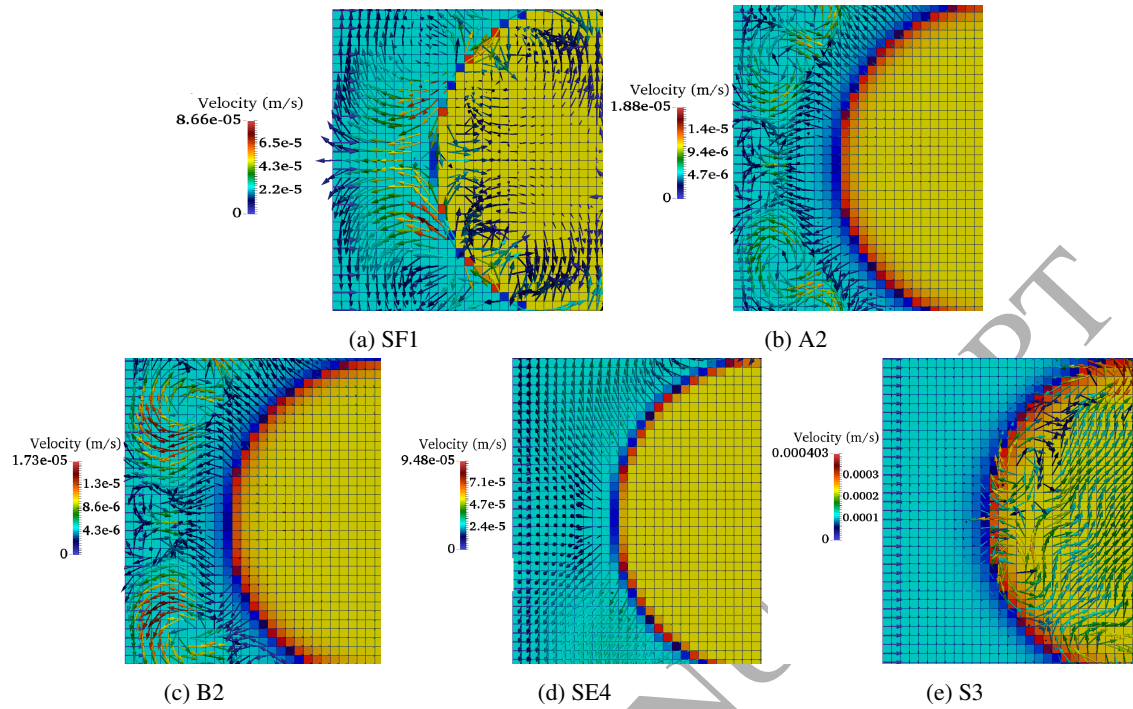 Velocity (m/s)
8.66e-05
6.5e-5
4.3e-5
2.2e-5
0
(a) SF1
Velocity (m/s)
1.88e-05
1.4e-5
9.4e-6
4.7e-6
0
(b) A2
Velocity (m/s)
1.73e-05
1.3e-5
8.6e-6
4.3e-6
0
(c) B2
Velocity (m/s)
9.48e-05
7.1e-5
4.7e-5
2.4e-5
0
(d) SE4
Velocity (m/s)
0.000403
0.0003
0.0002
0.0001
0
(e) S3
PT